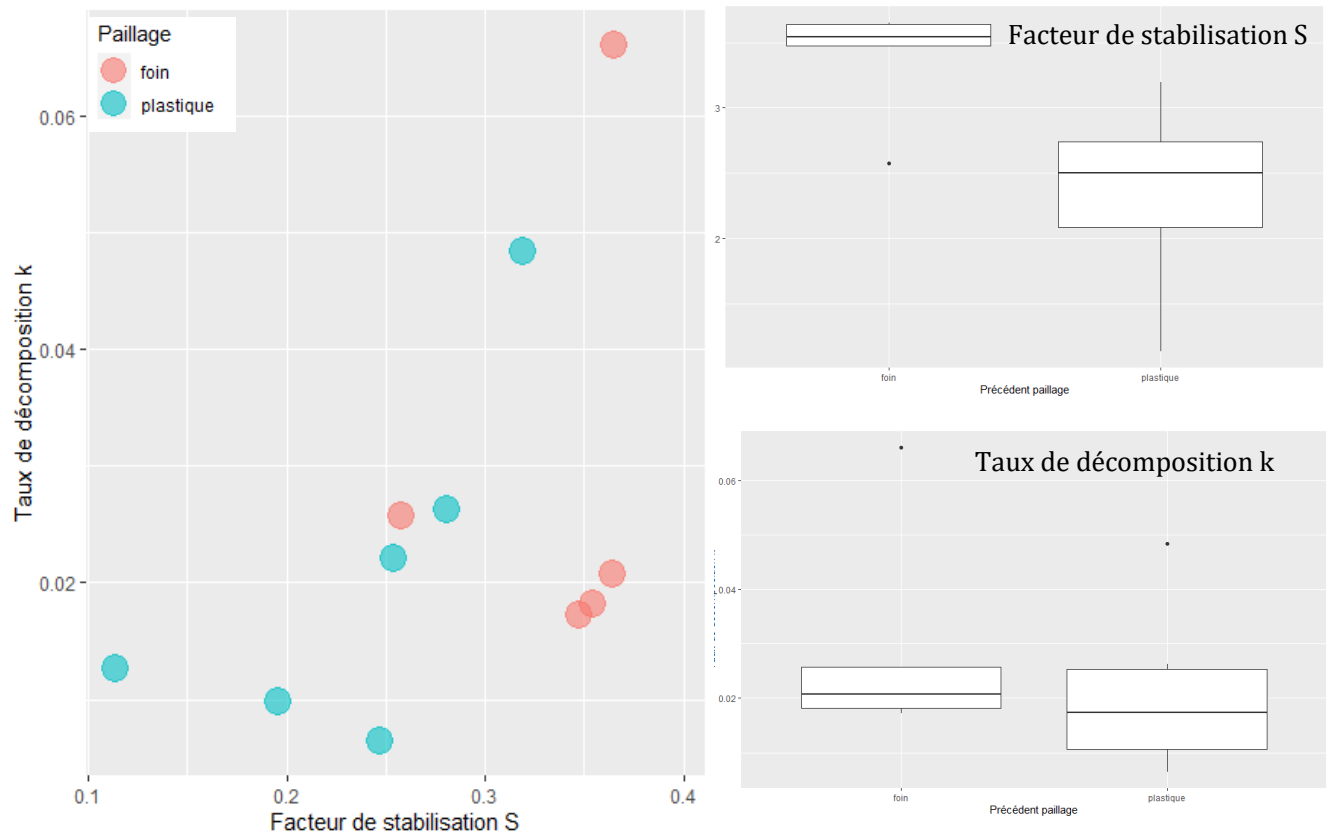 Paillage
foin
plastique
0.06
0.04
0.02
Taux de décomposition k
0.1
0.2
0.3
0.4
Facteur de stabilisation S
Facteur de stabilisation S
3
2
foin
plastique
Précédent paillage
Taux de décomposition k
0.06
0.04
0.02
foin
plastique
Précédent paillage